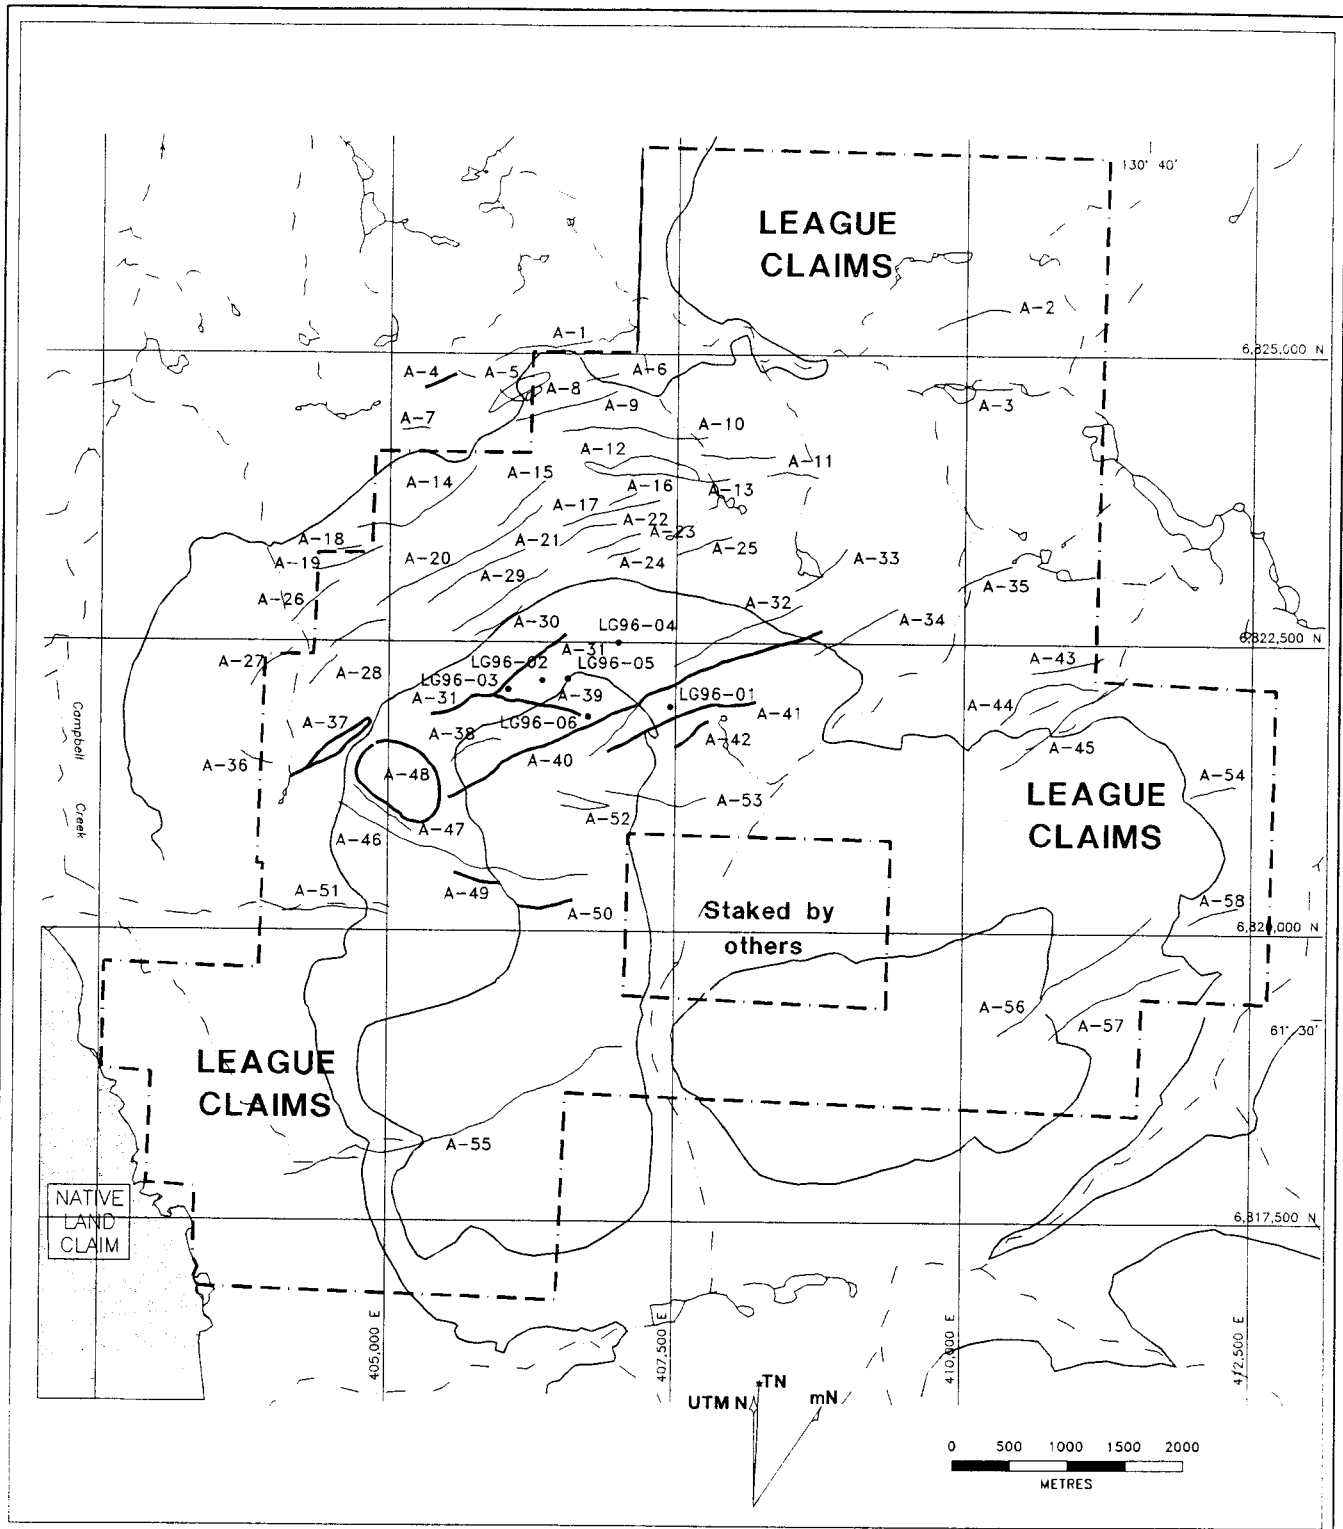 130° 40'
LEAGUE
CLAIMS
A-2
A-1
6,825,000 N
A-4
A-5
A-6
A-8
A-3
A-9
A-7
A-10
A-12
A-11
A-15
A-14
A-16
A-13
A-17
A-22
A-23
A-18
A-21
A-25
A-20
A-19
A-24
A-33
A-29
A-35
A-26
A-32
A-30
LG96-04
A-34
6,822,500 N
A-31
LG96-02
LG96-05
A-27
A-28
A-43
LG96-03
A-31
A-39
LG96-01
A-44
A-41
Campbell
Creek
A-37
LG96-06
A-38
A-42
A-45
A-40
A-36
A-48
A-54
LEAGUE
CLAIMS
A-53
A-52
A-47
A-46
A-51
A-49
A-50
Staked by
others
A-58
6,820,000 N
A-56
A-57
61° 30'
LEAGUE
CLAIMS
A-55
NATIVE
LAND
CLAIM
6,817,500 N
405,000 E
407,500 E
410,000 E
412,500 E
TN
UTM N
mN
0 500 1000 1500 2000
METRES